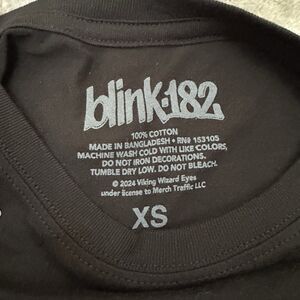 blink-182
100% COTTON
MADE IN BANGLADESH • RN# 153105
MACHINE WASH COLD WITH LIKE COLORS,
DO NOT IRON DECORATIONS.
TUMBLE DRY LOW. DO NOT BLEACH.
© 2024 Viking Wizard Eyes
under license to Merch Traffic LLC
XS